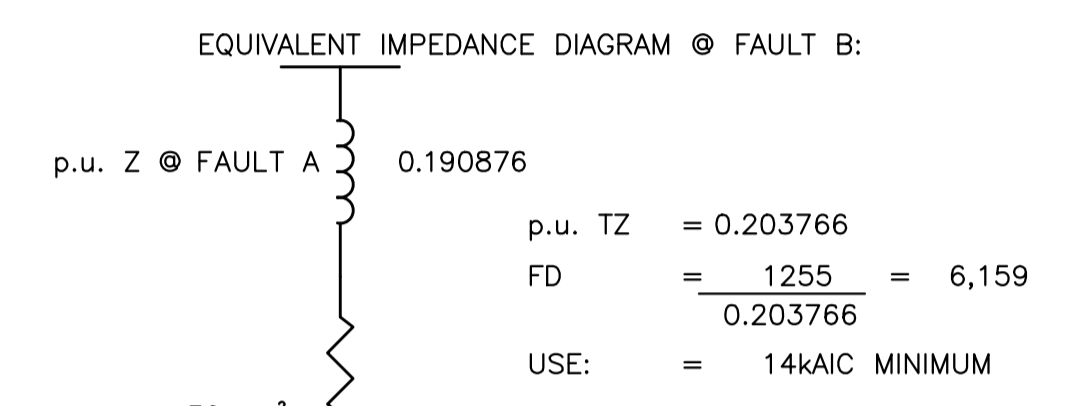 EQUIVALENT IMPEDANCE DIAGRAM @ FAULT B:
p.u. Z @ FAULT A 0.190876
p.u. TZ = 0.203766
FD = 1255 = 6,159
0.203766
USE: = 14kAIC MINIMUM